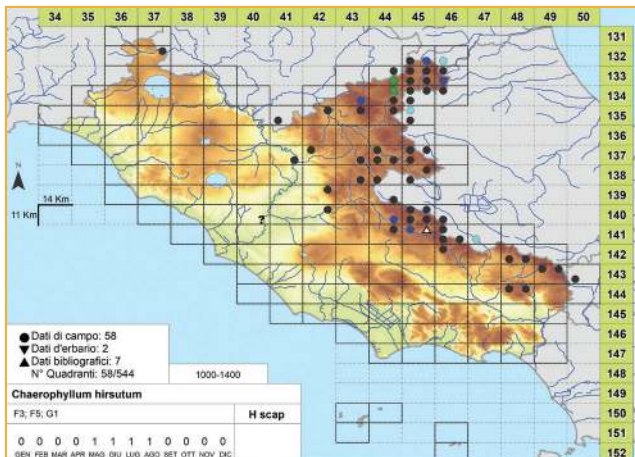 34 35 36 37 38 39 40 41 42 43 44 45 46 47 48 49 50
131
132
133
134
135
136
137
138
139
140
141
142
143
144
145
146
147
148
149
150
151
152
N
14 Km
11 Km
?
Dati di campo: 58
Dati d'erbario: 2
Dati bibliografici: 7
N° Quadranti: 58/544
1000-1400
Chaerophyllum hirsutum
F3; F5; G1
H scap
0 0 0 0 1 1 1 1 0 0 0 0
GEN FEB MAR APR MAG GIU LUG AGO SET OTT NOV DIC